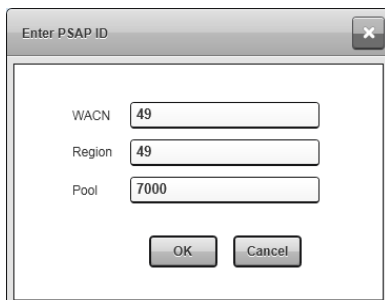 Enter PSAP ID
WACN 49
Region 49
Pool 7000
OK Cancel